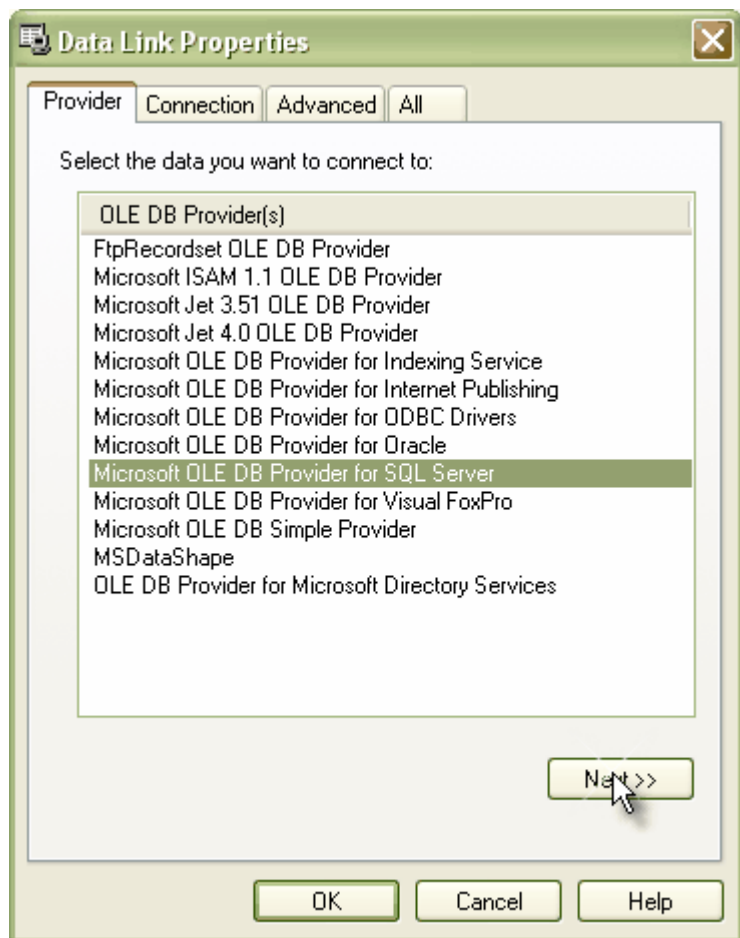 Data Link Properties
Provider Connection Advanced All
Select the data you want to connect to:
OLE DB Provider(s)
FtpRecordset OLE DB Provider
Microsoft ISAM 1.1 OLE DB Provider
Microsoft Jet 3.51 OLE DB Provider
Microsoft Jet 4.0 OLE DB Provider
Microsoft OLE DB Provider for Indexing Service
Microsoft OLE DB Provider for Internet Publishing
Microsoft OLE DB Provider for ODBC Drivers
Microsoft OLE DB Provider for Oracle
Microsoft OLE DB Provider for SQL Server
Microsoft OLE DB Provider for Visual FoxPro
Microsoft OLE DB Simple Provider
MSDataShape
OLE DB Provider for Microsoft Directory Services
Next >>
OK Cancel Help